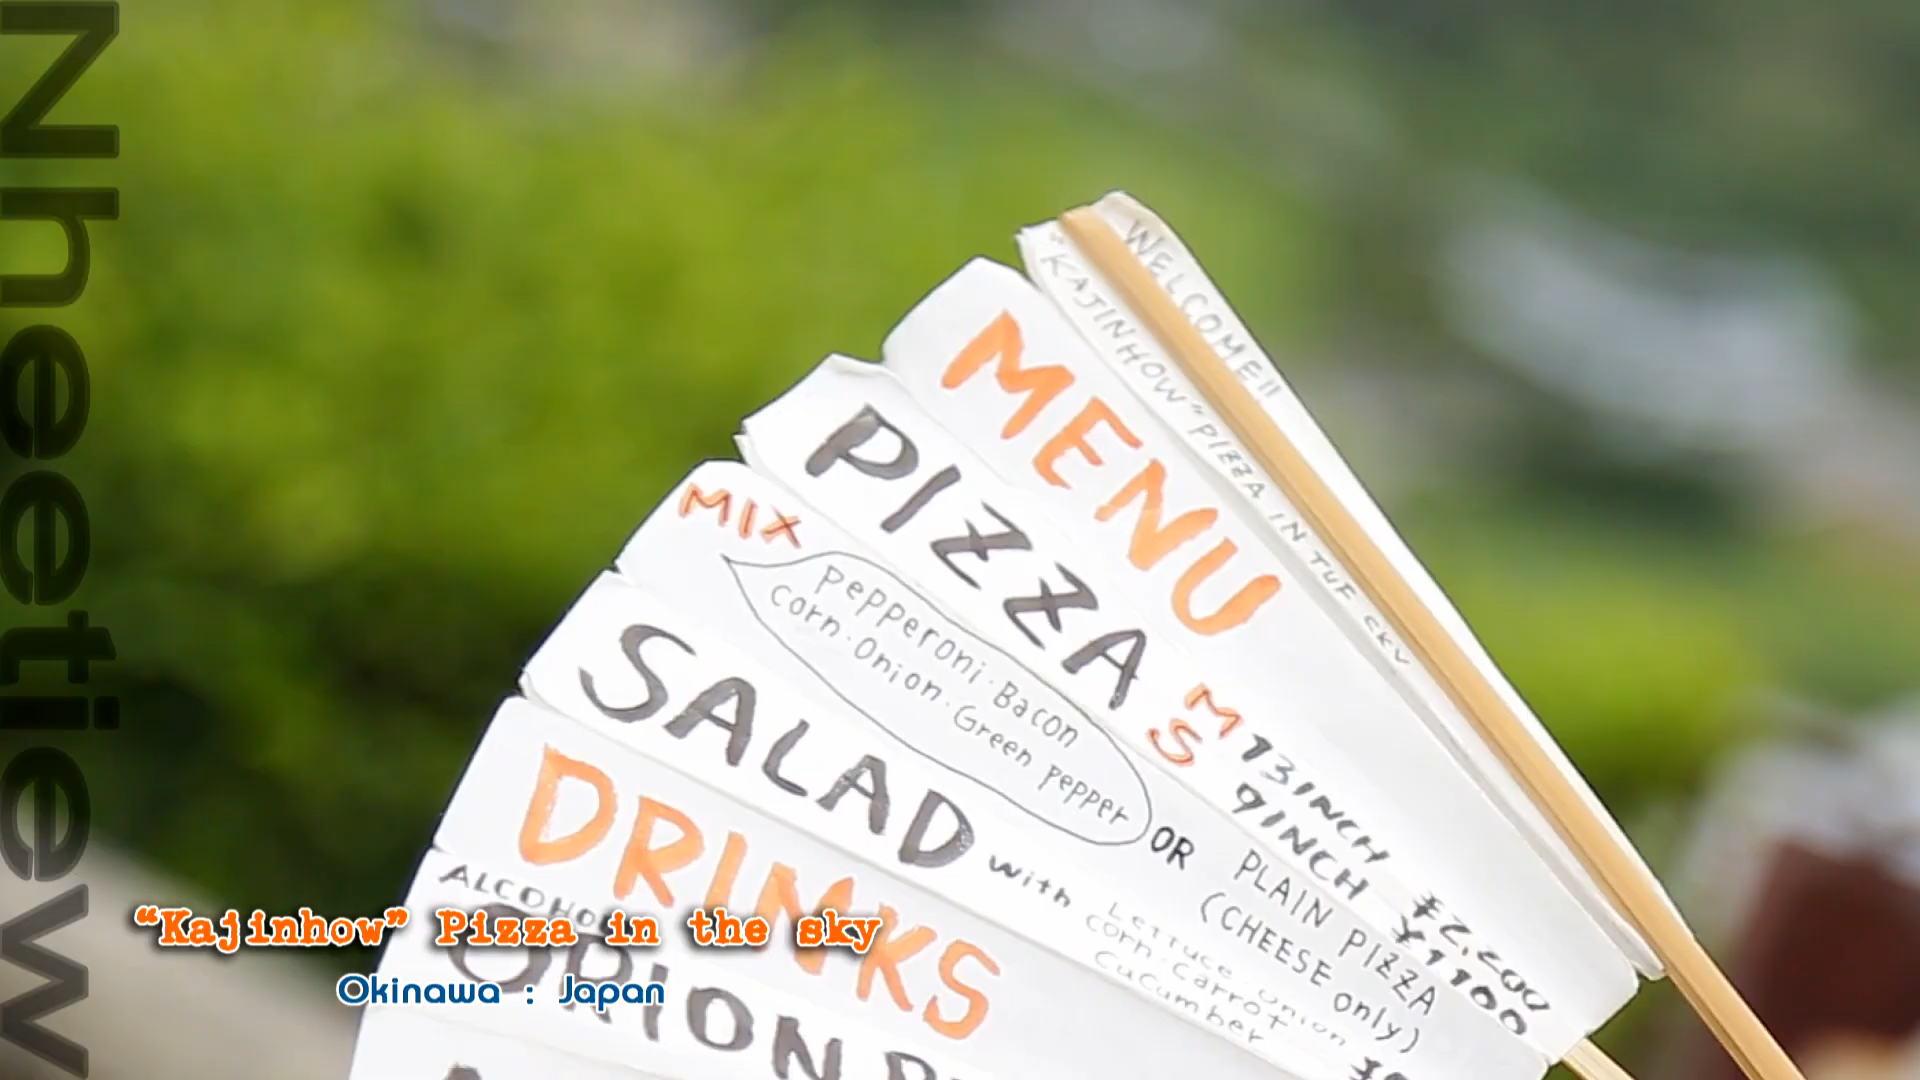 WELCOME!!
"KAJINHOW" PIZZA IN THE SKY
MENU
PIZZA
M 13INCH ¥2,200
S 9INCH ¥1100
MIX
pepperoni・Bacon
corn・Onion・Green pepper
OR
PLAIN PIZZA
(CHEESE only)
SALAD with
Lettuce・Onion
Corn・Carrot
Cucumber
DRINKS
ORION
"Kajinhow" Pizza in the sky
Okinawa : Japan
Nheetiew